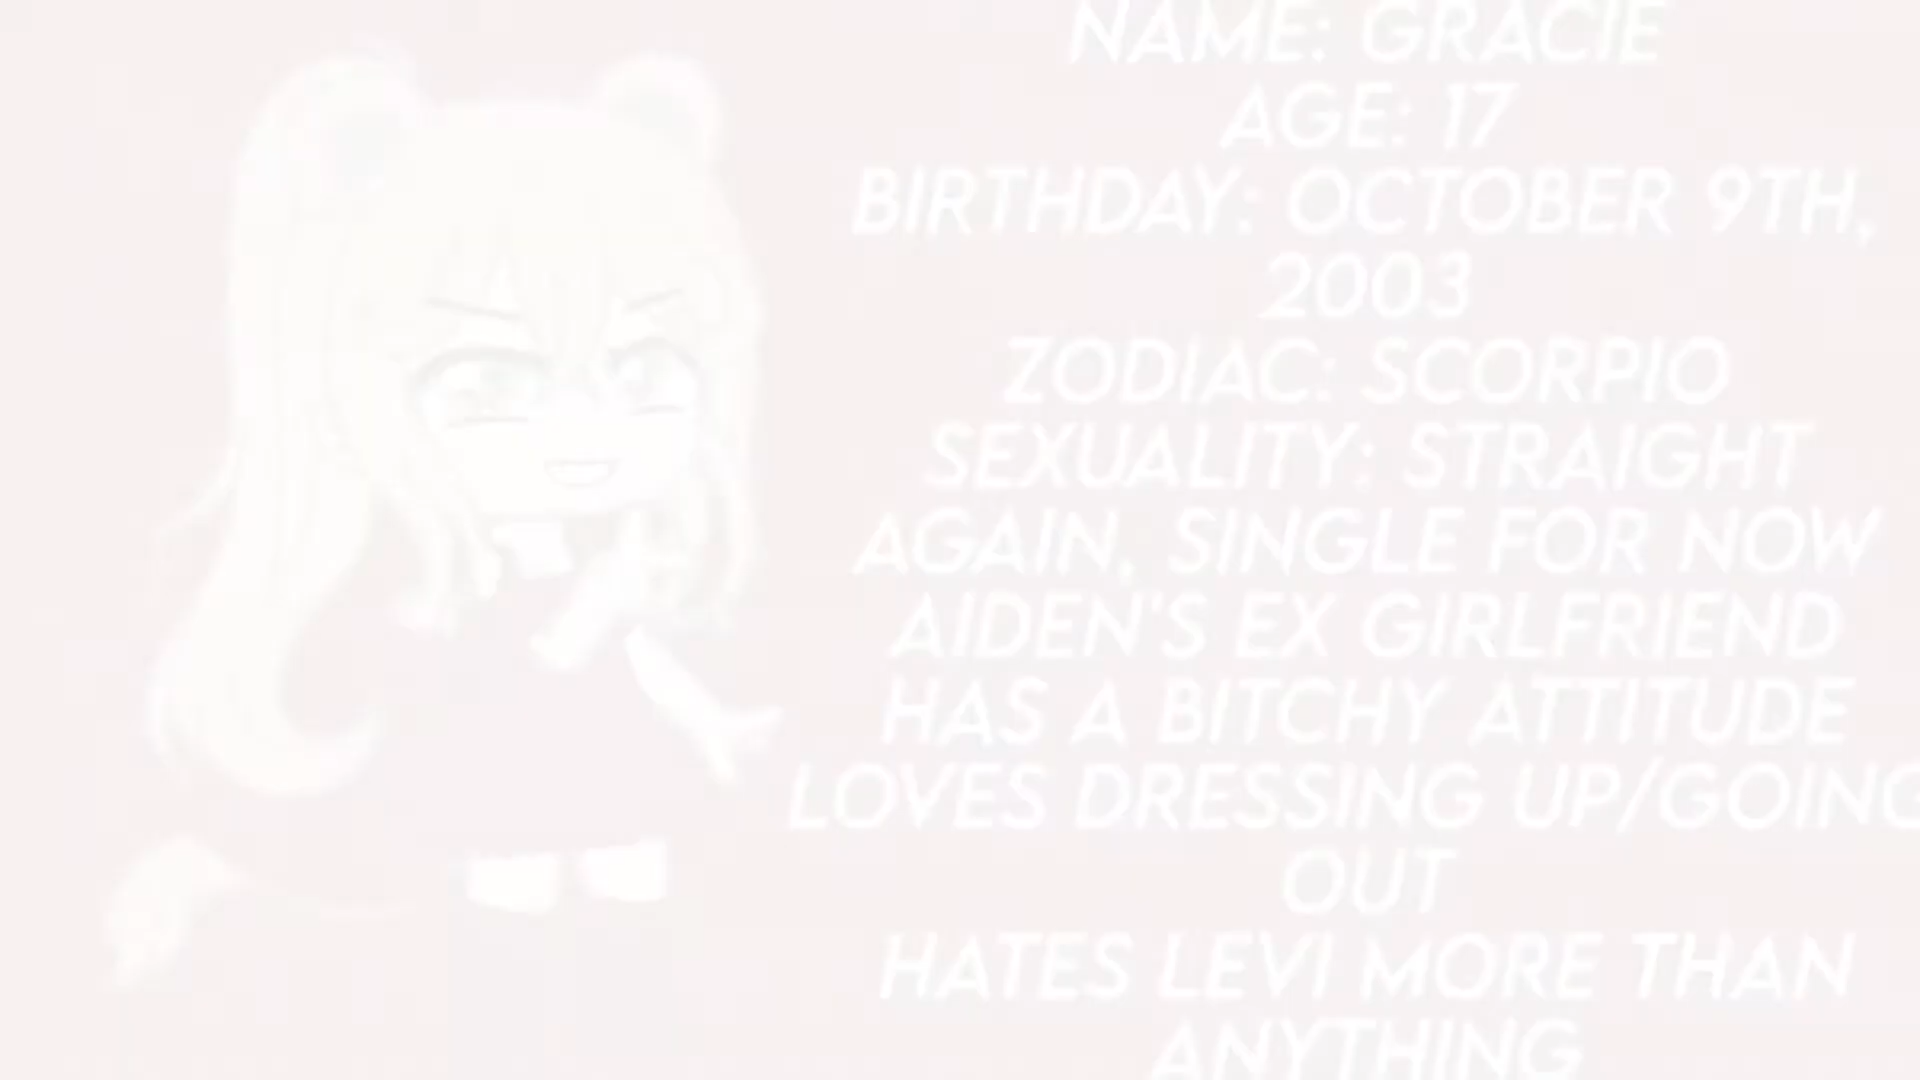 NAME: GRACIE
AGE: 17
BIRTHDAY: OCTOBER 9TH,
2003
ZODIAC: SCORPIO
SEXUALITY: STRAIGHT
AGAIN, SINGLE FOR NOW
AIDEN'S EX GIRLFRIEND
HAS A BITCHY ATTITUDE
LOVES DRESSING UP/GOING
OUT
HATES LEVI MORE THAN
ANYTHING